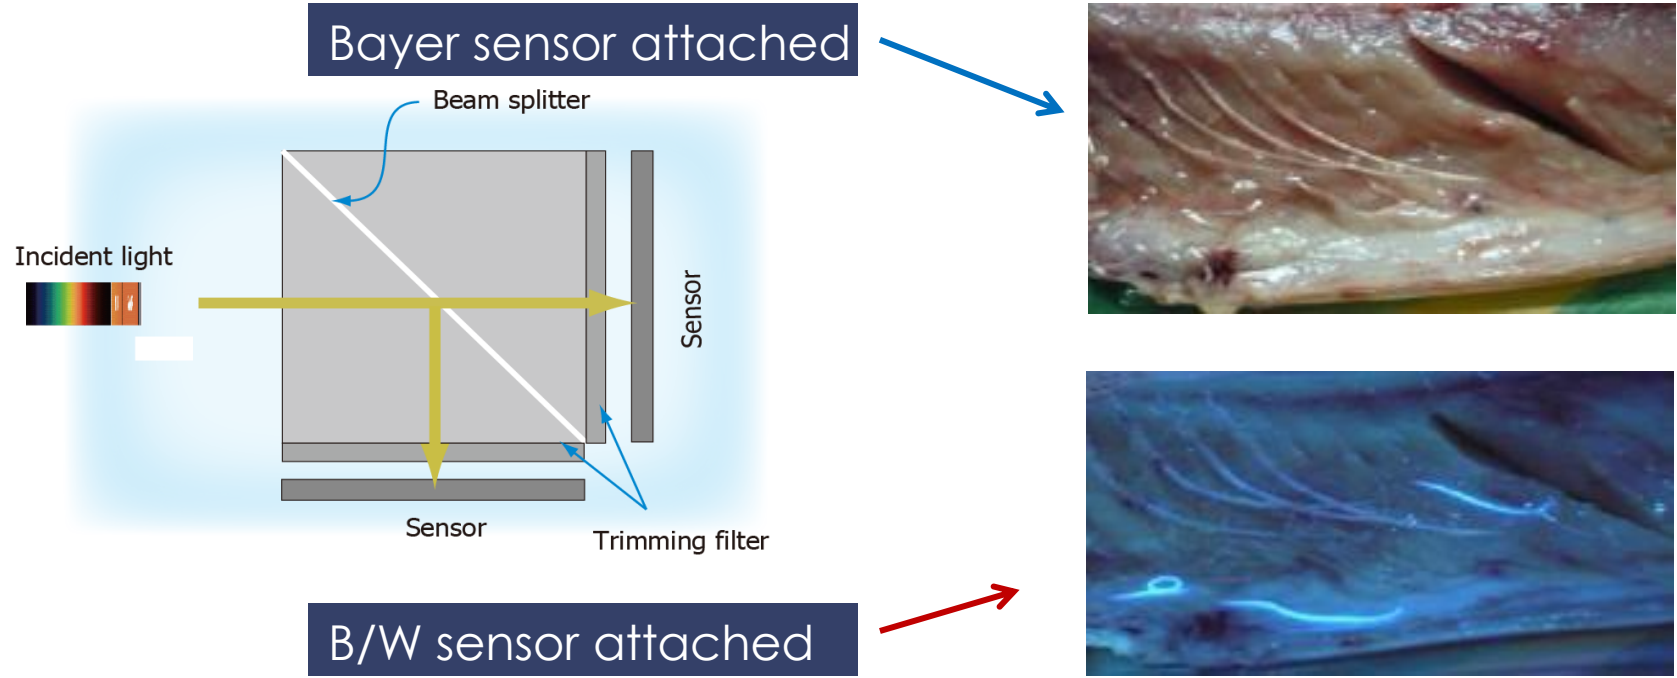 Bayer sensor attached
Beam splitter
Incident light
Sensor
Sensor
Trimming filter
B/W sensor attached